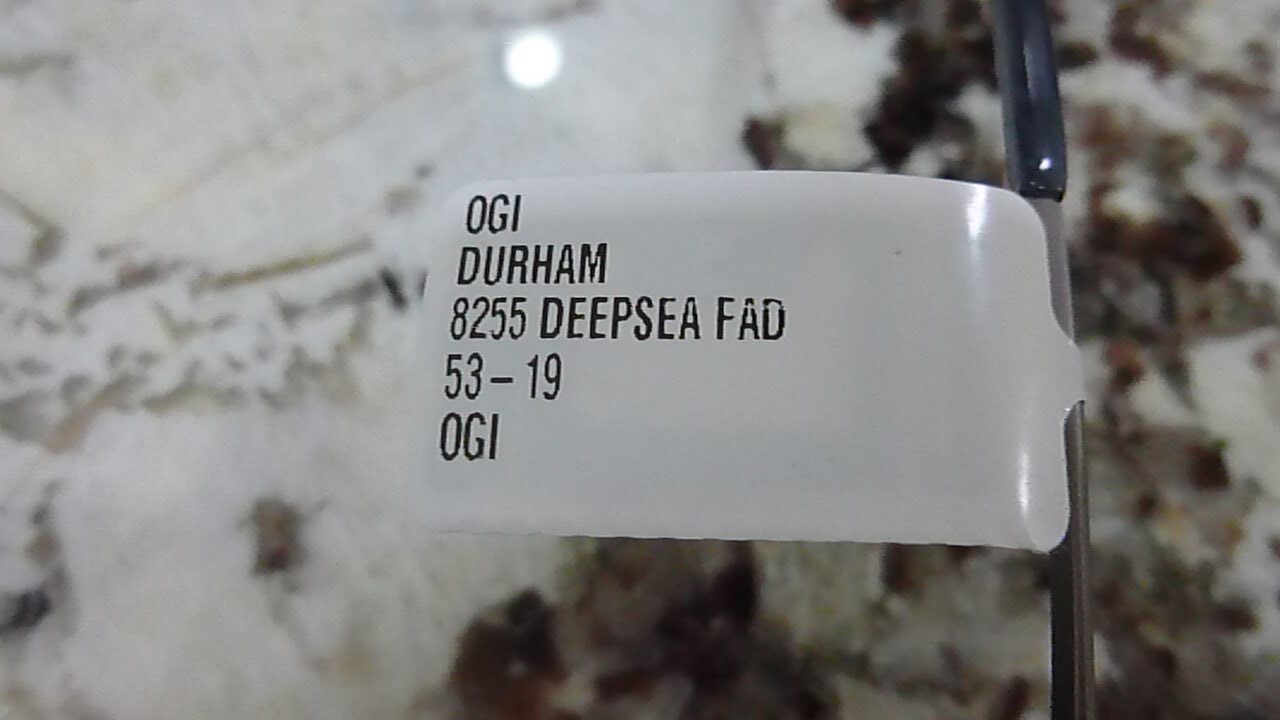 OGI
DURHAM
8255 DEEPSEA FAD
53-19
OGI